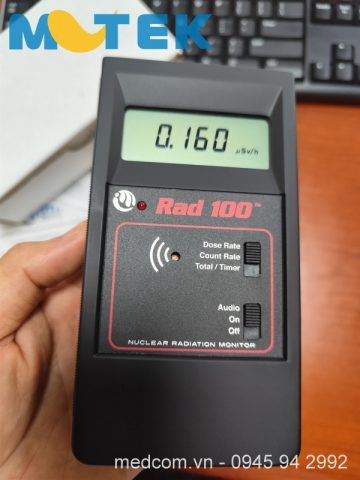 MOTEK
0.160 µSv/h
Rad 100™
Dose Rate
Count Rate
Total / Timer
Audio
On
Off
NUCLEAR RADIATION MONITOR
medcom.vn - 0945 94 2992